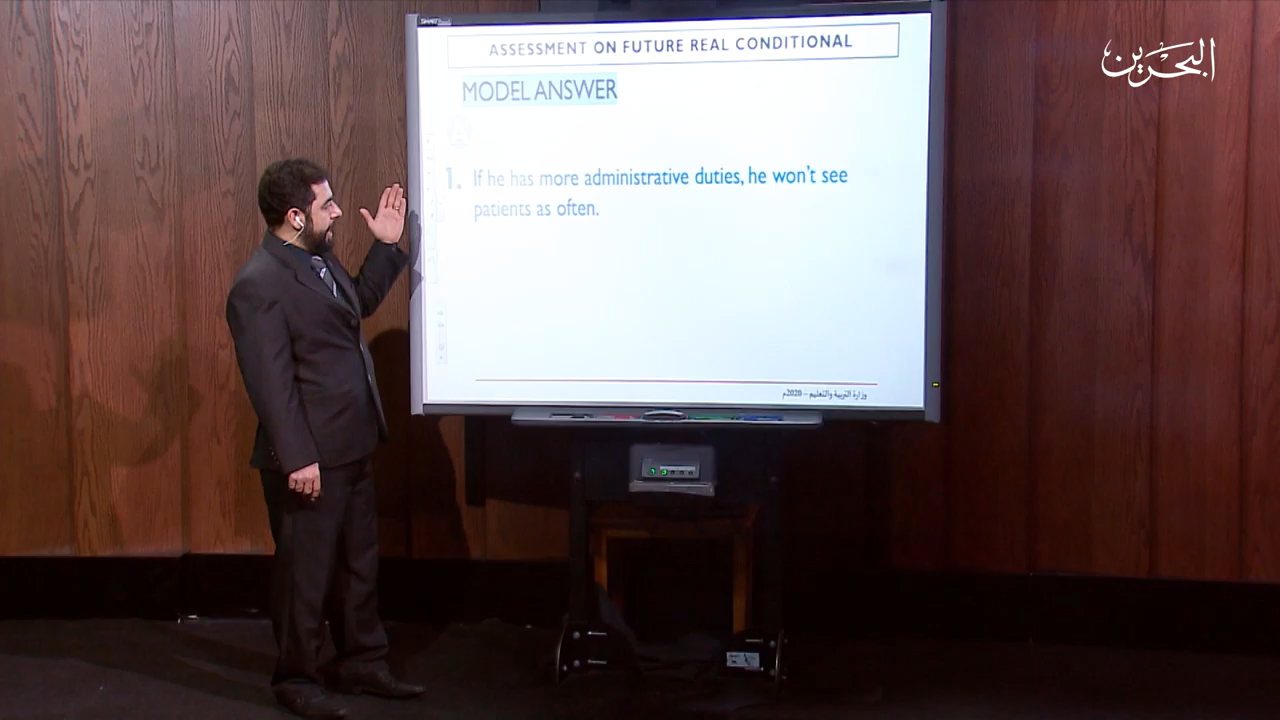 ASSESSMENT ON FUTURE REAL CONDITIONAL
البحرين
MODEL ANSWER
1. If he has more administrative duties, he won't see
patients as often.
وزارة التربية والتعليم – 2020م